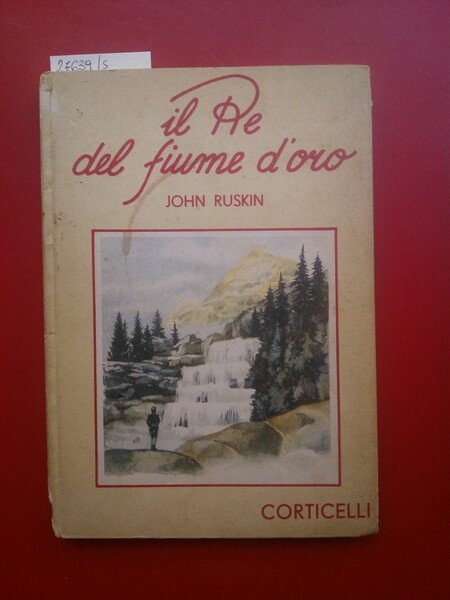 27639/s
il Re
del fiume d'oro
JOHN RUSKIN
CORTICELLI